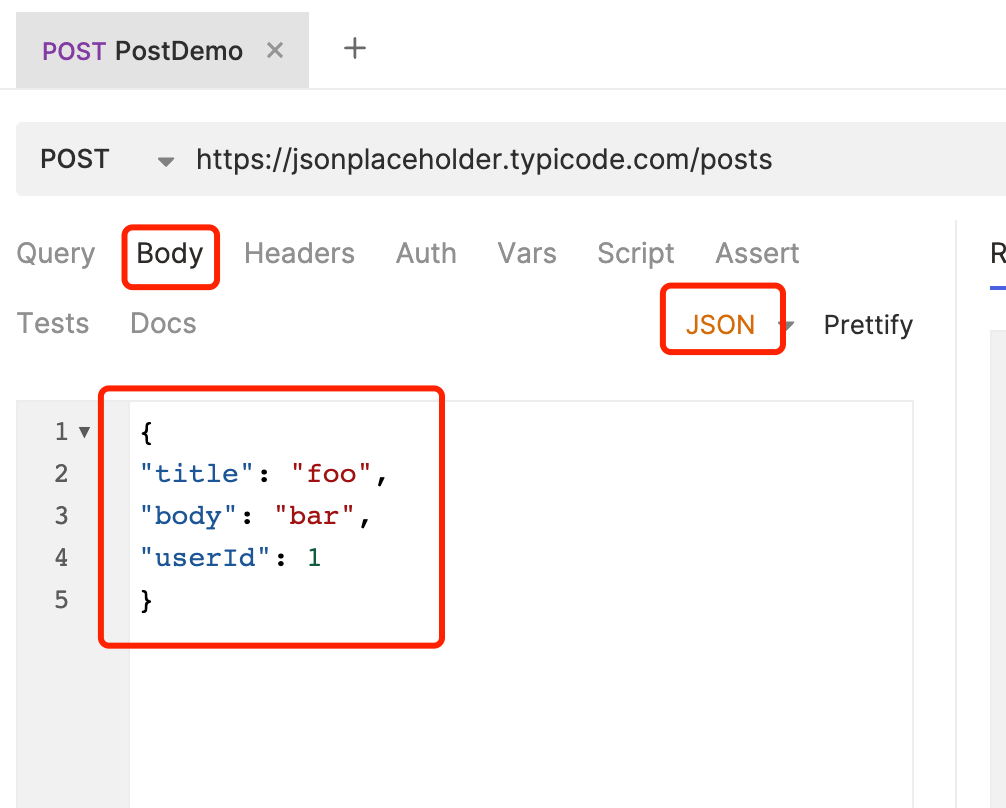 POST PostDemo × +
POST https://jsonplaceholder.typicode.com/posts
Query Body Headers Auth Vars Script Assert
R
Tests Docs JSON Prettify
1 {
2 "title": "foo",
3 "body": "bar",
4 "userId": 1
5 }